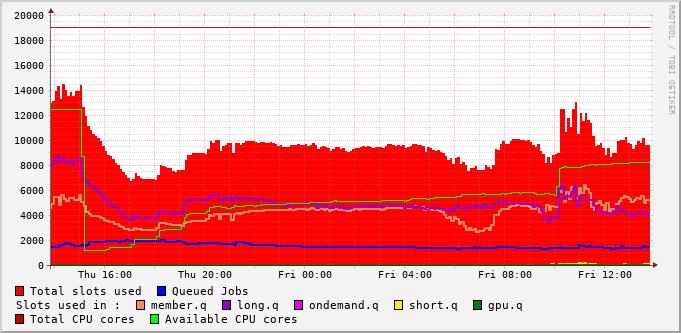 20000
18000
16000
14000
12000
10000
8000
6000
4000
2000
0
Thu 16:00 Thu 20:00 Fri 00:00 Fri 04:00 Fri 08:00 Fri 12:00
RRDTOOL / TOBI OETIKER
Total slots used Queued Jobs
Slots used in : member.q long.q ondemand.q short.q gpu.q
Total CPU cores Available CPU cores